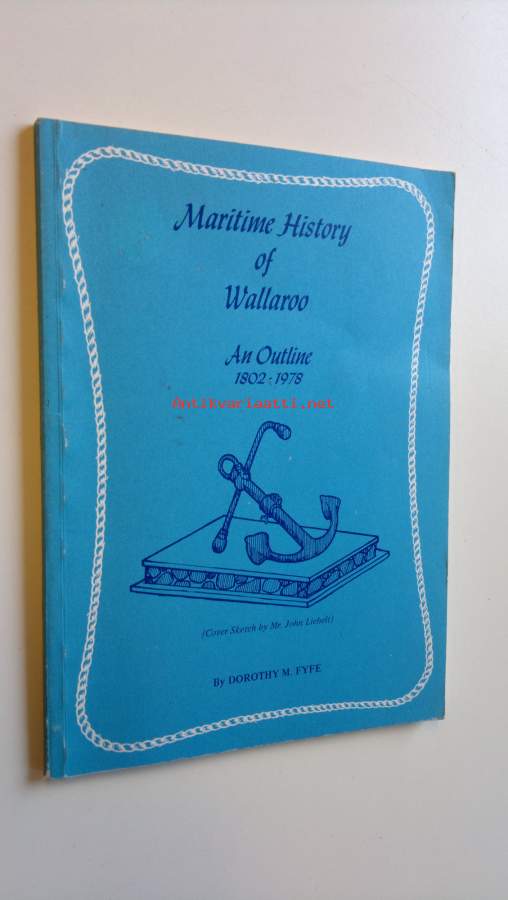 Maritime History
of
Wallaroo
An Outline
1802-1978
Antikvariaatti.net
(Cover Sketch by Mr. John Liebelt)
By DOROTHY M. FYFE